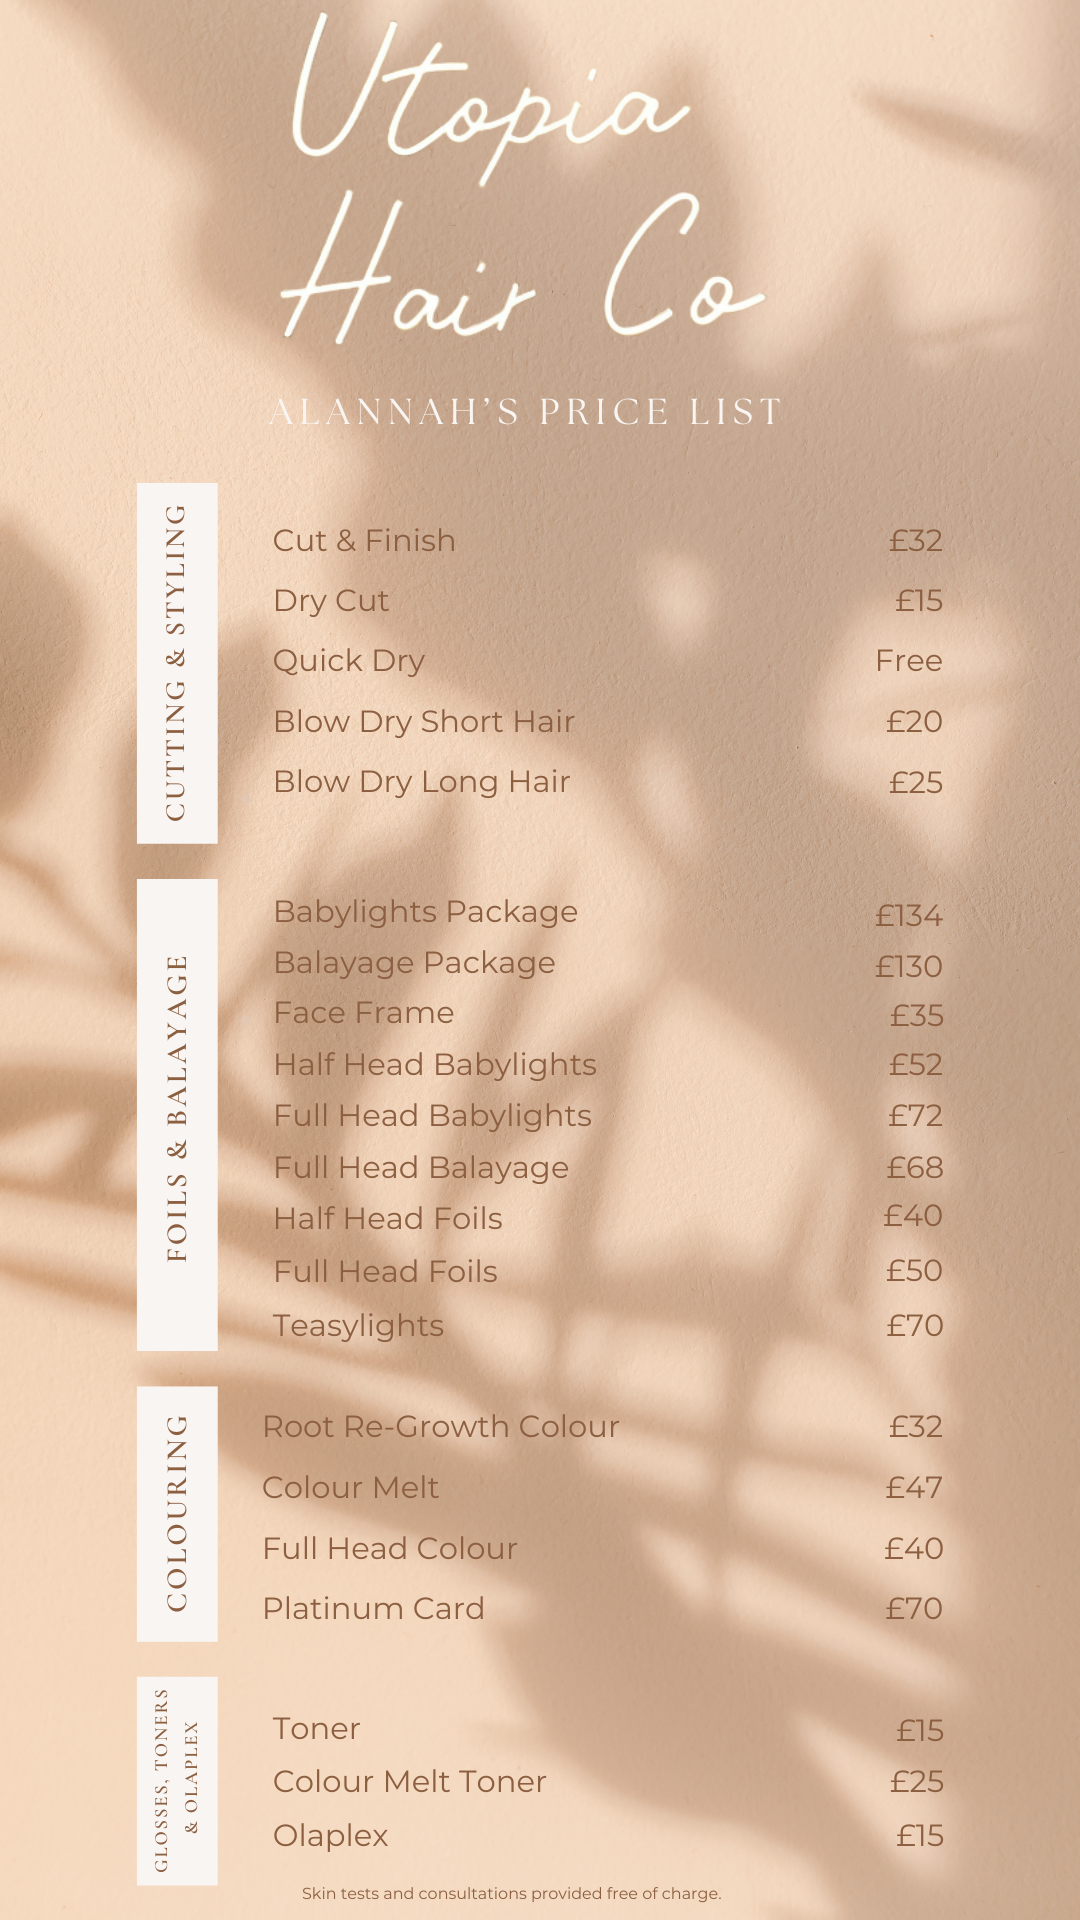 Utopia
Hair Co
ALANNAH'S PRICE LIST
CUTTING & STYLING
Cut & Finish £32
Dry Cut £15
Quick Dry Free
Blow Dry Short Hair £20
Blow Dry Long Hair £25
FOILS & BALAYAGE
Babylights Package £134
Balayage Package £130
Face Frame £35
Half Head Babylights £52
Full Head Babylights £72
Full Head Balayage £68
Half Head Foils £40
Full Head Foils £50
Teasylights £70
COLOURING
Root Re-Growth Colour £32
Colour Melt £47
Full Head Colour £40
Platinum Card £70
GLOSSES, TONERS
& OLAPLEX
Toner £15
Colour Melt Toner £25
Olaplex £15
Skin tests and consultations provided free of charge.